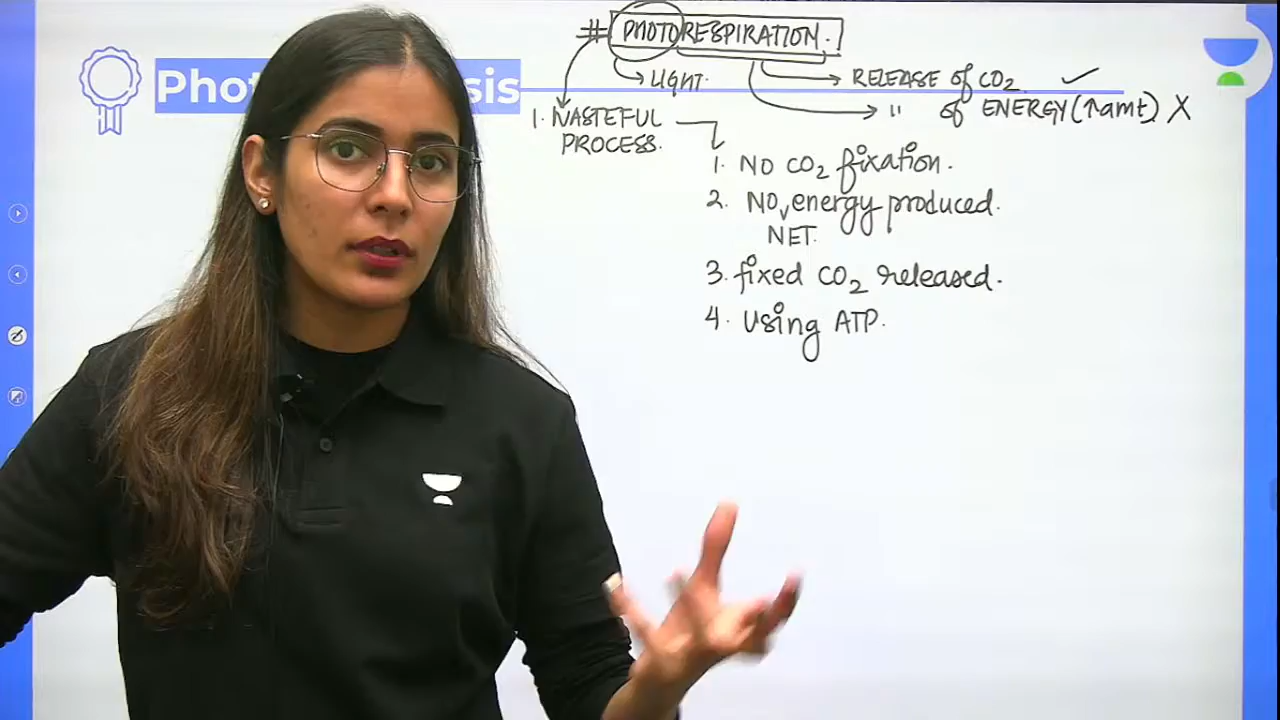 # PHOTORESPIRATION.
Phot sis
LIGHT.
RELEASE of CO2 ✓
" of ENERGY (↑amt) X
1. WASTEFUL PROCESS.
1. NO CO2 fixation.
2. NO energy produced.
NET.
3. fixed CO2 released.
4. Using ATP.